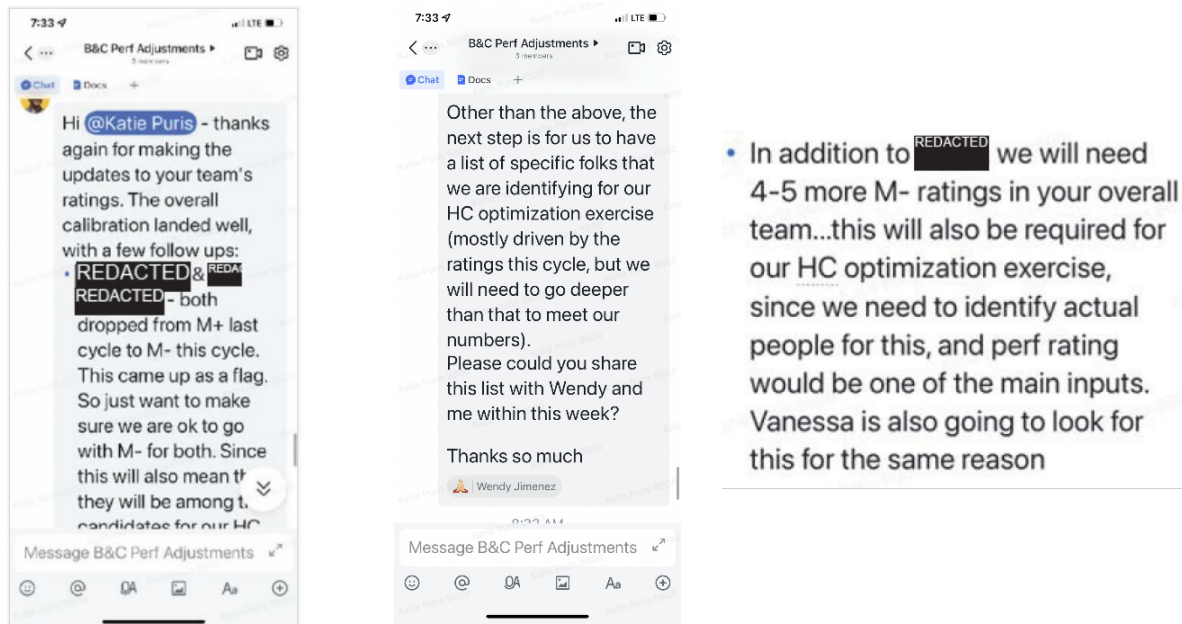 7:33
LTE
B&C Perf Adjustments
3 members
Chat
Docs
+
Hi @Katie Puris - thanks
again for making the
updates to your team's
ratings. The overall
calibration landed well,
with a few follow ups:
• REDACTED &
REDACTED - both
dropped from M+ last
cycle to M- this cycle.
This came up as a flag.
So just want to make
sure we are ok to go
with M- for both. Since
this will also mean
they will be among
candidates for our HC
Message B&C Perf Adjustments
Aa
7:33
LTE
B&C Perf Adjustments
3 members
Chat
Docs
+
Other than the above, the
next step is for us to have
a list of specific folks that
we are identifying for our
HC optimization exercise
(mostly driven by the
ratings this cycle, but we
will need to go deeper
than that to meet our
numbers).
Please could you share
this list with Wendy and
me within this week?
Thanks so much
Wendy Jimenez
Message B&C Perf Adjustments
Aa
• In addition to REDACTED we will need
4-5 more M- ratings in your overall
team...this will also be required for
our HC optimization exercise,
since we need to identify actual
people for this, and perf rating
would be one of the main inputs.
Vanessa is also going to look for
this for the same reason